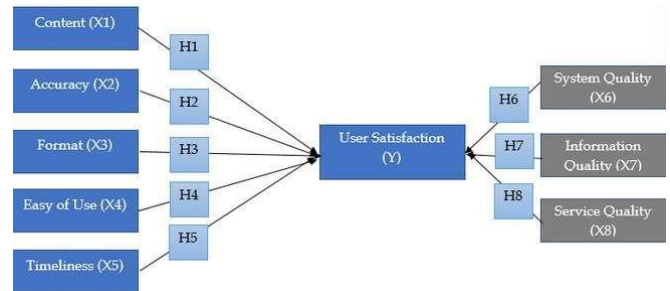 Content (X1)
H1
Accuracy (X2)
H2
Format (X3)
H3
Easy of Use (X4)
H4
Timeliness (X5)
H5
User Satisfaction
(Y)
System Quality
(X6)
H6
Information
Quality (X7)
H7
Service Quality
(X8)
H8